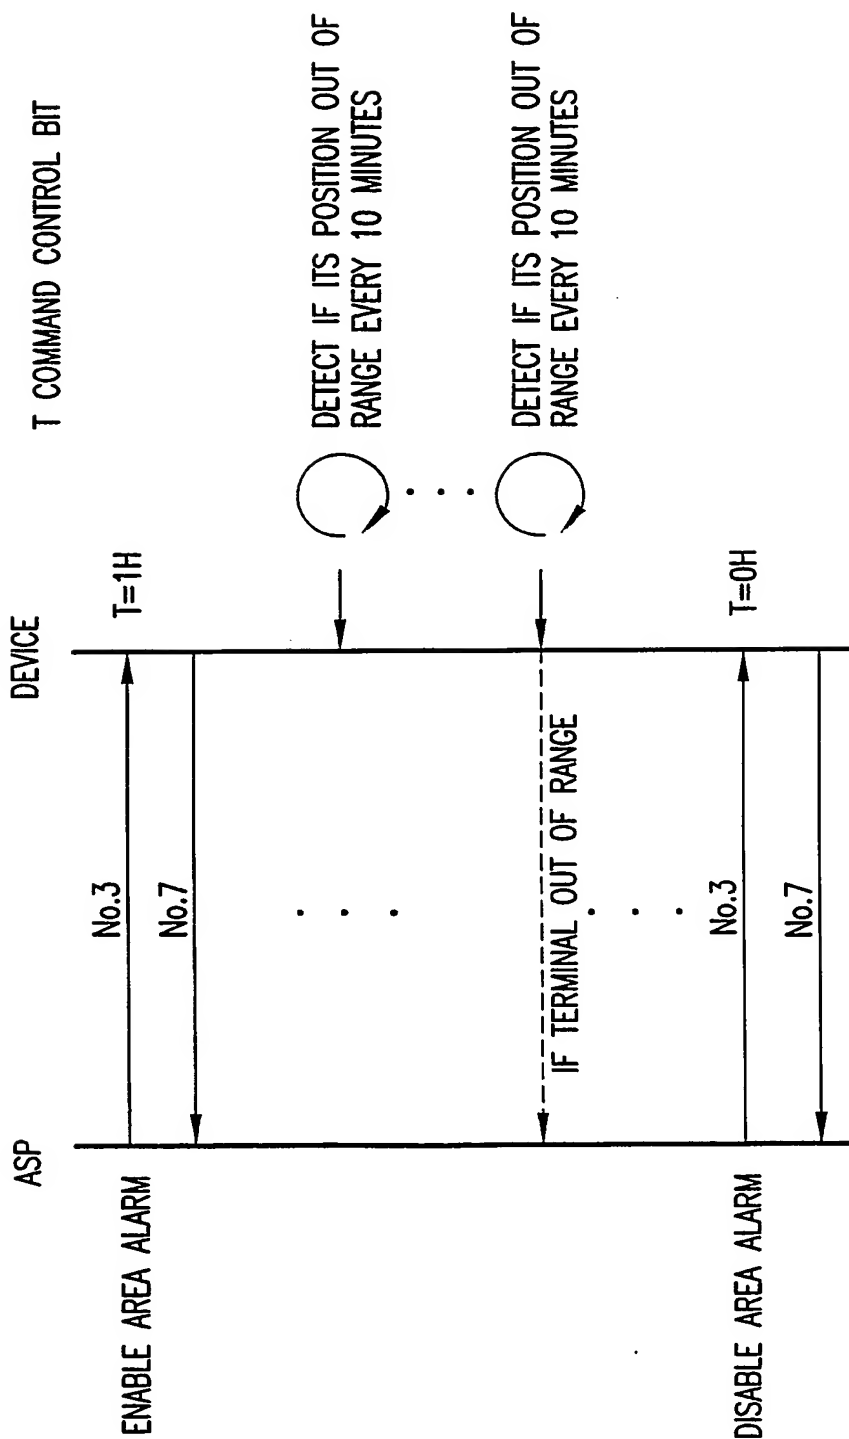 T COMMAND CONTROL BIT
ASP
DEVICE
ENABLE AREA ALARM
No.3
T=1H
No.7
DETECT IF ITS POSITION OUT OF
RANGE EVERY 10 MINUTES
DETECT IF ITS POSITION OUT OF
RANGE EVERY 10 MINUTES
IF TERMINAL OUT OF RANGE
DISABLE AREA ALARM
No.3
T=0H
No.7